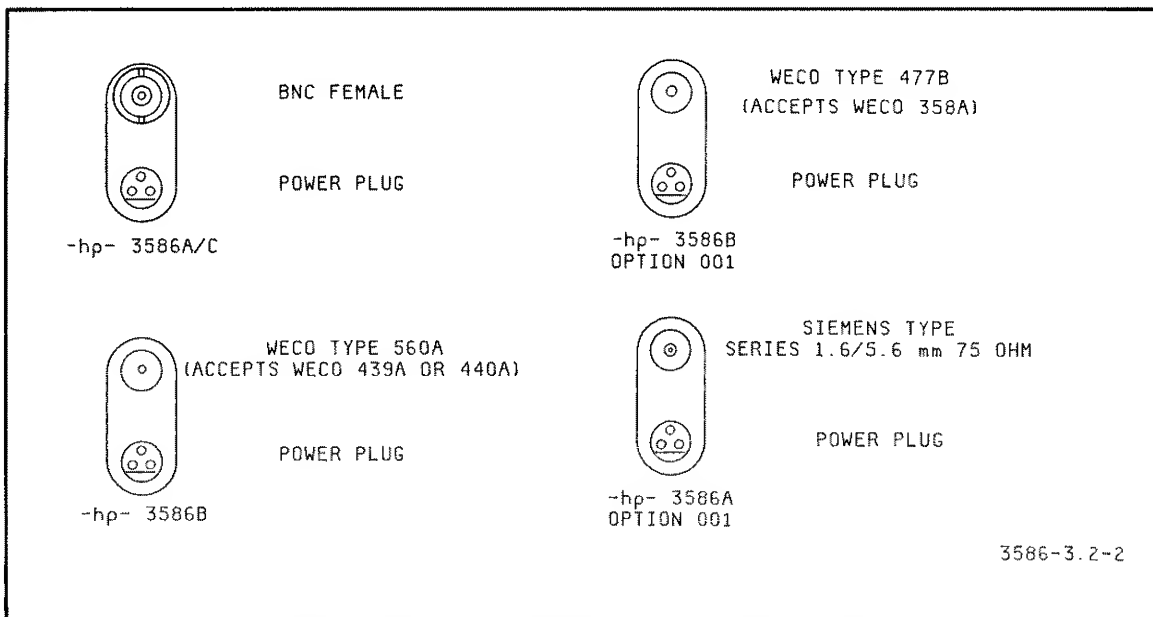 BNC FEMALE
POWER PLUG
-hp- 3586A/C
WECO TYPE 477B
(ACCEPTS WECO 358A)
POWER PLUG
-hp- 3586B
OPTION 001
WECO TYPE 560A
(ACCEPTS WECO 439A OR 440A)
POWER PLUG
-hp- 3586B
SIEMENS TYPE
SERIES 1.6/5.6 mm 75 OHM
POWER PLUG
-hp- 3586A
OPTION 001
3586-3.2-2